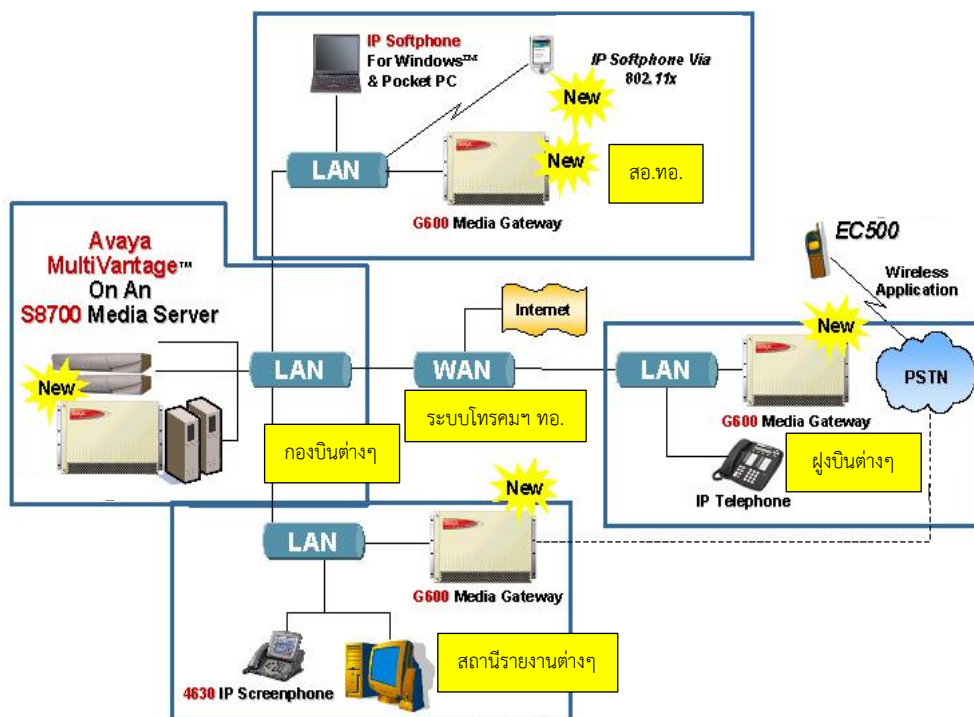 IP Softphone
For Windows™
& Pocket PC
IP Softphone Via
802.11x
New
New
LAN
G600 Media Gateway
สอ.ทอ.
Avaya
MultiVantage™
On An
S8700 Media Server
New
LAN
กองบินต่างๆ
Internet
WAN
ระบบโทรคมฯ ทอ.
EC500
Wireless
Application
New
LAN
PSTN
G600 Media Gateway
IP Telephone
ฝูงบินต่างๆ
New
LAN
G600 Media Gateway
4630 IP Screenphone
สถานีรายงานต่างๆ